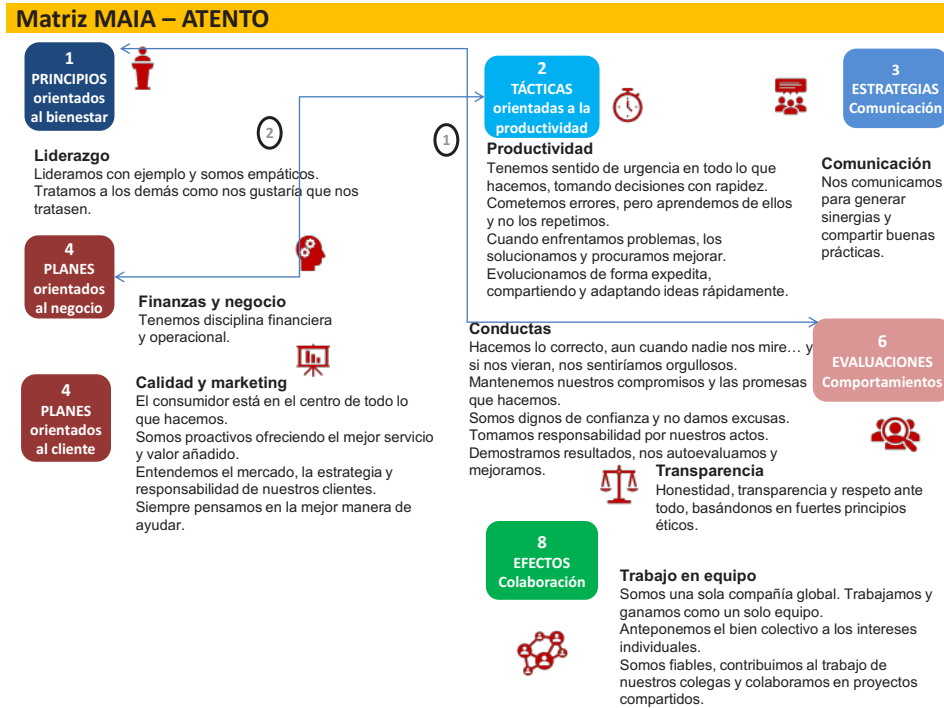 Matriz MAIA – ATENTO
1
PRINCIPIOS
orientados
al bienestar
2
TÁCTICAS
orientadas a la
productividad
3
ESTRATEGIAS
Comunicación
2
1
Liderazgo
Lideramos con ejemplo y somos empáticos.
Tratamos a los demás como nos gustaría que nos
tratasen.
Productividad
Tenemos sentido de urgencia en todo lo que
hacemos, tomando decisiones con rapidez.
Cometemos errores, pero aprendemos de ellos
y no los repetimos.
Cuando enfrentamos problemas, los
solucionamos y procuramos mejorar.
Evolucionamos de forma expedita,
compartiendo y adaptando ideas rápidamente.
Comunicación
Nos comunicamos
para generar
sinergias y
compartir buenas
prácticas.
4
PLANES
orientados
al negocio
Finanzas y negocio
Tenemos disciplina financiera
y operacional.
Conductas
Hacemos lo correcto, aun cuando nadie nos mire… y
si nos vieran, nos sentiríamos orgullosos.
Mantenemos nuestros compromisos y las promesas
que hacemos.
Somos dignos de confianza y no damos excusas.
Tomamos responsabilidad por nuestros actos.
Demostramos resultados, nos autoevaluamos y
mejoramos.
6
EVALUACIONES
Comportamientos
4
PLANES
orientados
al cliente
Calidad y marketing
El consumidor está en el centro de todo lo
que hacemos.
Somos proactivos ofreciendo el mejor servicio
y valor añadido.
Entendemos el mercado, la estrategia y
responsabilidad de nuestros clientes.
Siempre pensamos en la mejor manera de
ayudar.
Transparencia
Honestidad, transparencia y respeto ante
todo, basándonos en fuertes principios
éticos.
8
EFECTOS
Colaboración
Trabajo en equipo
Somos una sola compañía global. Trabajamos y
ganamos como un solo equipo.
Anteponemos el bien colectivo a los intereses
individuales.
Somos fiables, contribuimos al trabajo de
nuestros colegas y colaboramos en proyectos
compartidos.